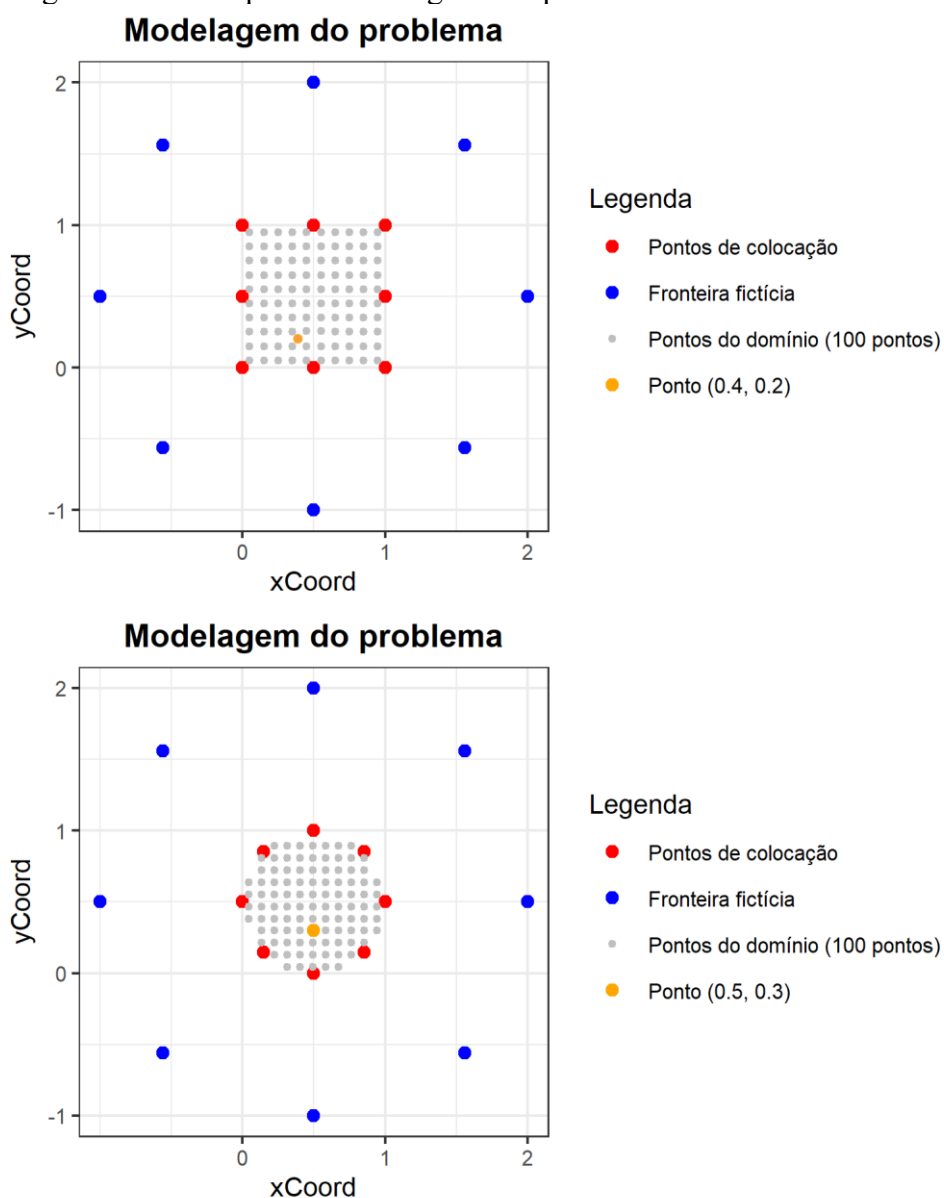 Modelagem do problema
2
1
0
-1
yCoord
0
1
2
xCoord
Legenda
Pontos de colocação
Fronteira fictícia
Pontos do domínio (100 pontos)
Ponto (0.4, 0.2)
Modelagem do problema
2
1
0
-1
yCoord
0
1
2
xCoord
Legenda
Pontos de colocação
Fronteira fictícia
Pontos do domínio (100 pontos)
Ponto (0.5, 0.3)